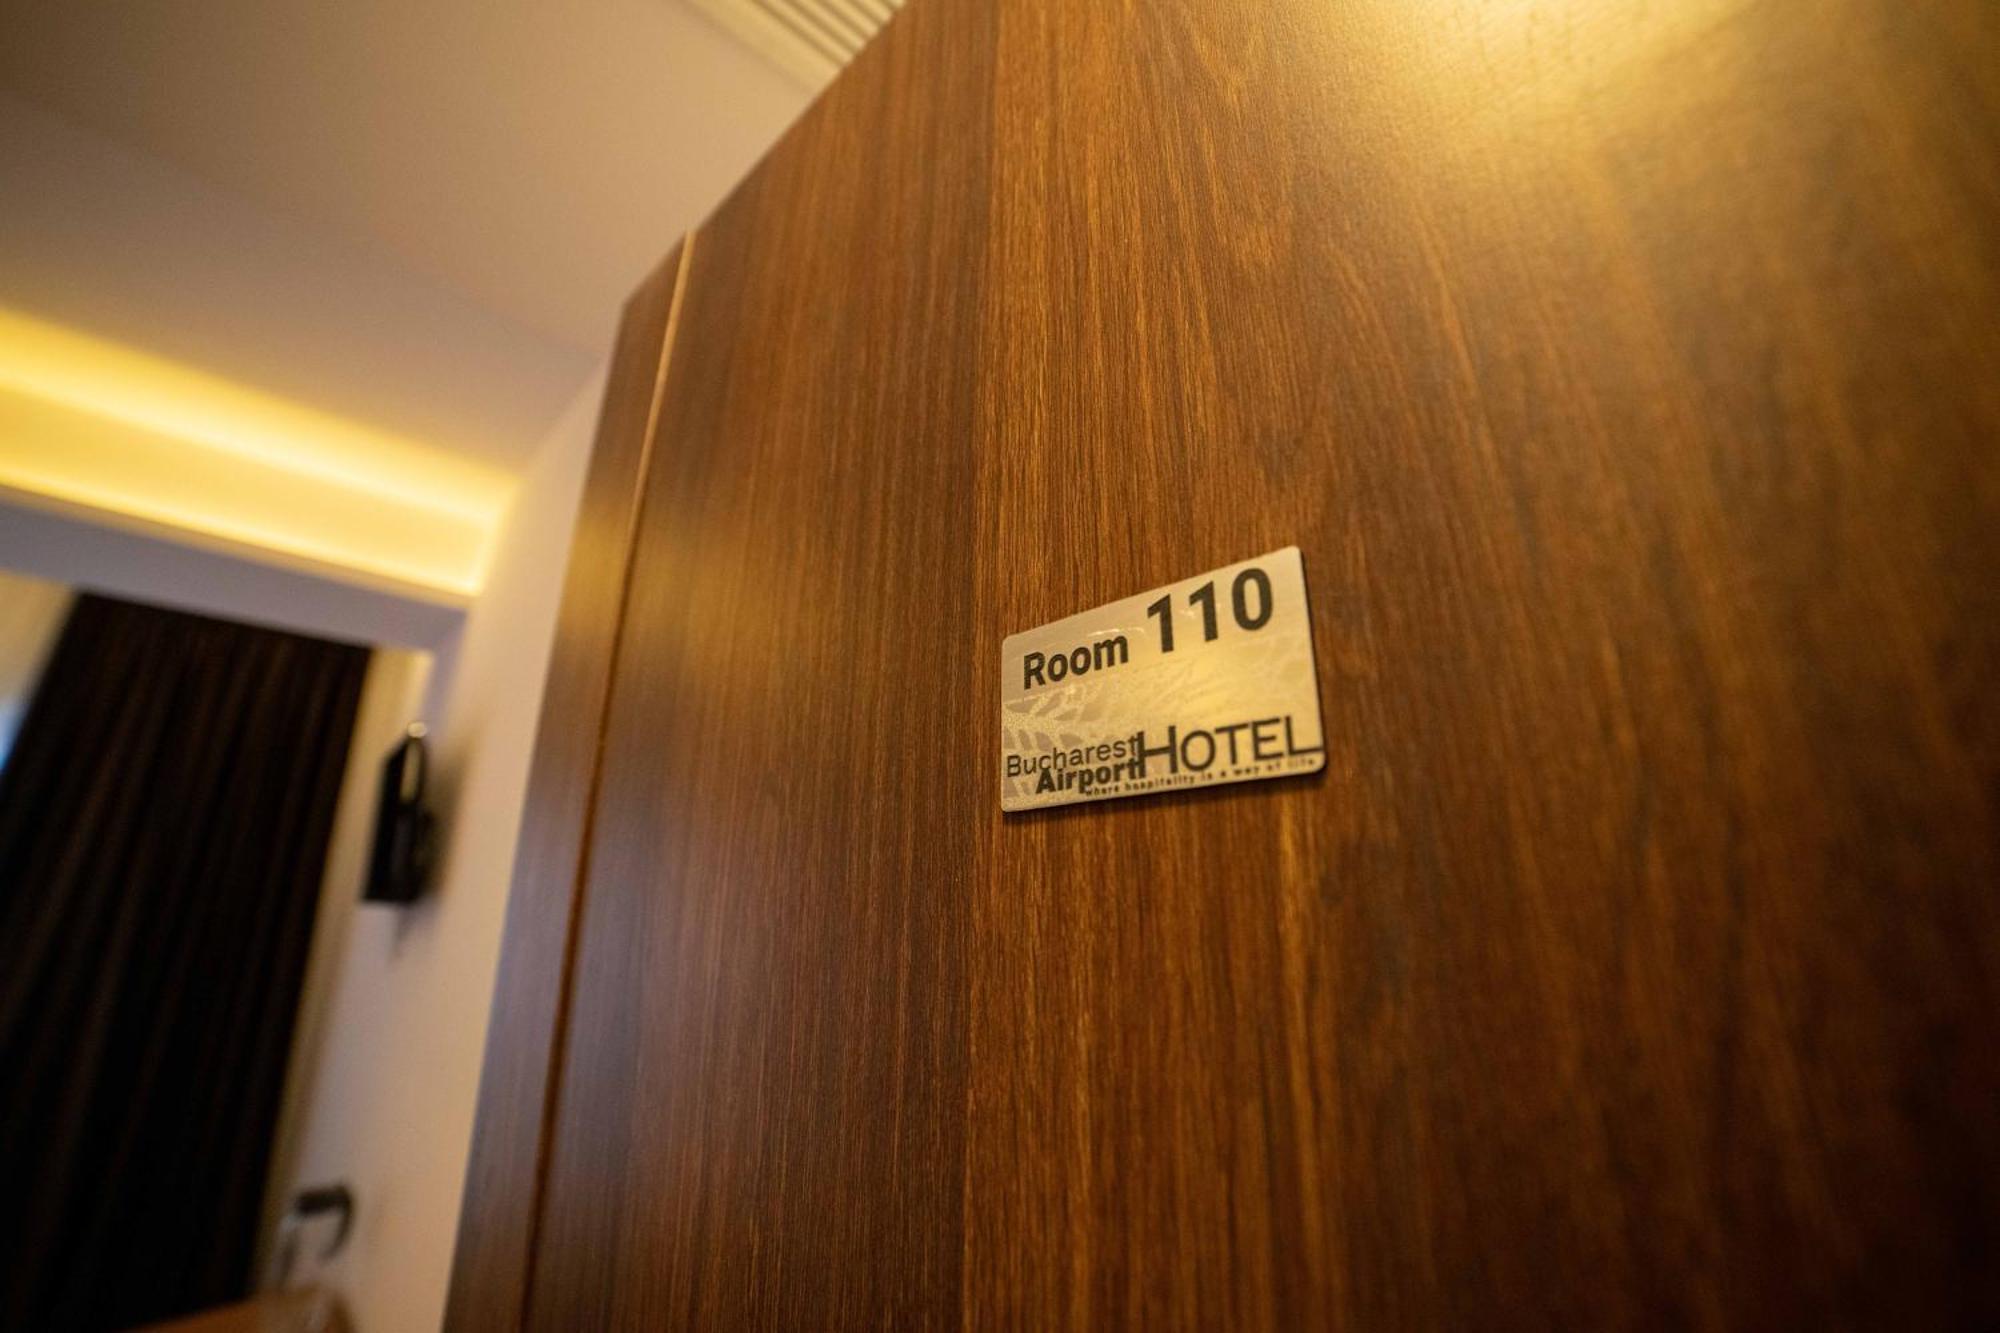 Room 110
Bucharest
Airport HOTEL
where hospitality is a way of life